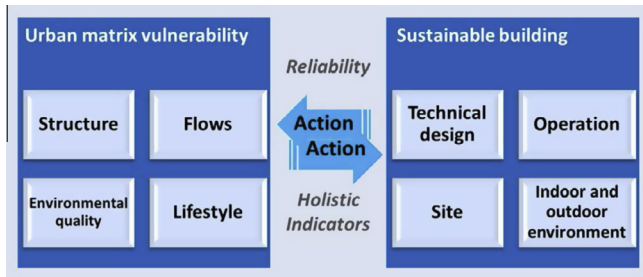 Urban matrix vulnerability
Structure
Flows
Environmental
quality
Lifestyle
Reliability
Action
Action
Holistic
Indicators
Sustainable building
Technical
design
Operation
Site
Indoor and
outdoor
environment